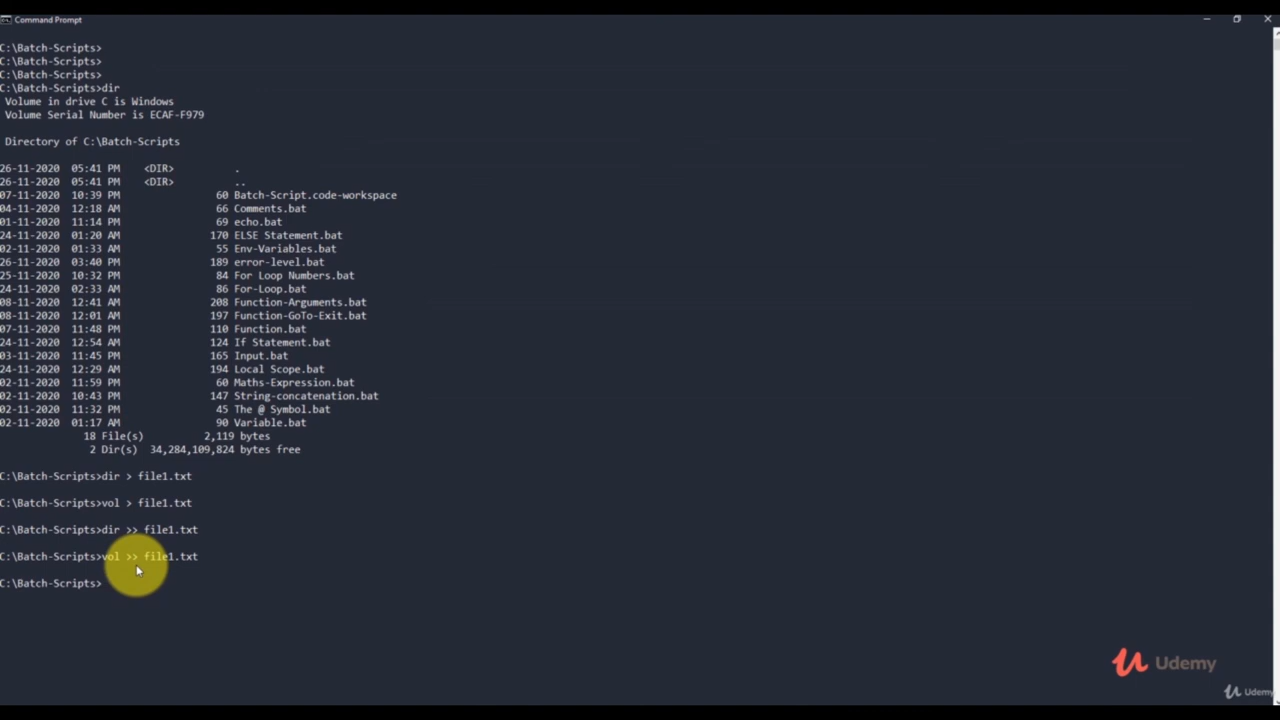 Command Prompt
C:\Batch-Scripts>
C:\Batch-Scripts>
C:\Batch-Scripts>
C:\Batch-Scripts>dir
Volume in drive C is Windows
Volume Serial Number is ECAF-F979
Directory of C:\Batch-Scripts
26-11-2020 05:41 PM <DIR> .
26-11-2020 05:41 PM <DIR> ..
07-11-2020 10:39 PM 60 Batch-Script.code-workspace
04-11-2020 12:18 AM 66 Comments.bat
01-11-2020 11:14 PM 69 echo.bat
24-11-2020 01:20 AM 170 ELSE Statement.bat
02-11-2020 01:33 AM 55 Env-Variables.bat
26-11-2020 03:40 PM 189 error-level.bat
25-11-2020 10:32 PM 84 For Loop Numbers.bat
24-11-2020 02:33 AM 86 For-Loop.bat
08-11-2020 12:41 AM 208 Function-Arguments.bat
08-11-2020 12:01 AM 197 Function-GoTo-Exit.bat
07-11-2020 11:48 PM 110 Function.bat
24-11-2020 12:54 AM 124 If Statement.bat
03-11-2020 11:45 PM 165 Input.bat
24-11-2020 12:29 AM 194 Local Scope.bat
02-11-2020 11:59 PM 60 Maths-Expression.bat
02-11-2020 10:43 PM 147 String-concatenation.bat
02-11-2020 11:32 PM 45 The @ Symbol.bat
02-11-2020 01:17 AM 90 Variable.bat
18 File(s) 2,119 bytes
2 Dir(s) 34,284,109,824 bytes free
C:\Batch-Scripts>dir > file1.txt
C:\Batch-Scripts>vol > file1.txt
C:\Batch-Scripts>dir >> file1.txt
C:\Batch-Scripts>vol >> file1.txt
C:\Batch-Scripts>
Udemy
Udemy